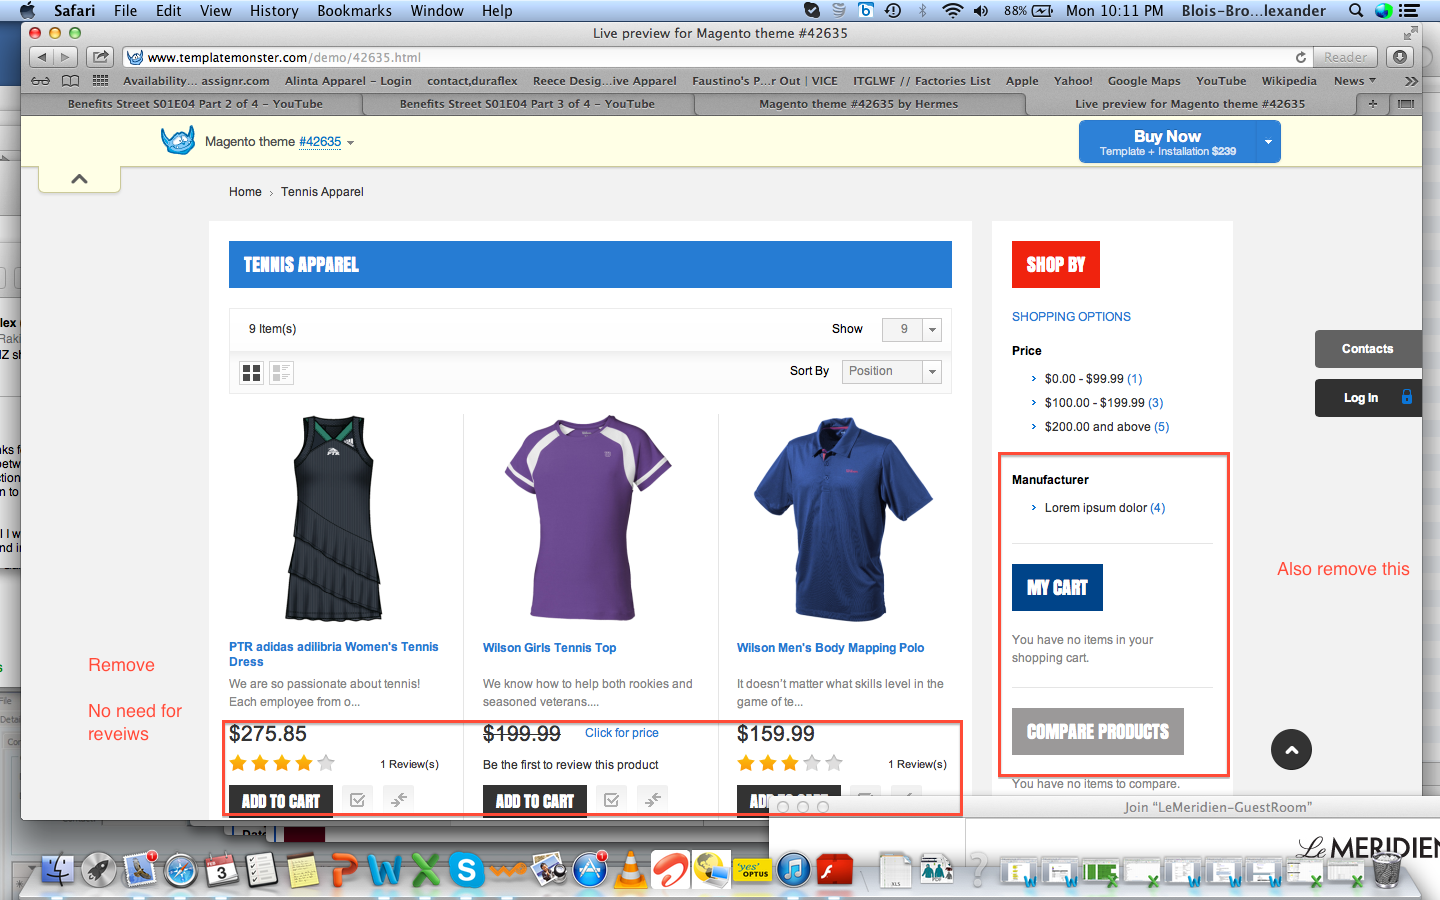 Safari File Edit View History Bookmarks Window Help
88% Mon 10:11 PM Blois-Bro...lexander
Live preview for Magento theme #42635
www.templatemonster.com/demo/42635.html
Reader
Availability... assignr.com Alinta Apparel - Login contact,duraflex Reece Desig...ive Apparel Faustino's P...r Out | VICE ITGLWF // Factories List Apple Yahoo! Google Maps YouTube Wikipedia News
Benefits Street S01E04 Part 2 of 4 - YouTube
Benefits Street S01E04 Part 3 of 4 - YouTube
Magento theme #42635 by Hermes
Live preview for Magento theme #42635
Magento theme #42635
Buy Now
Template + Installation $239
Home › Tennis Apparel
TENNIS APPAREL
9 Item(s)
Show 9
Sort By Position
PTR
PTR adidas adilibria Women's Tennis
Dress
We are so passionate about tennis!
Each employee from o...
$275.85
1 Review(s)
ADD TO CART
Wilson Girls Tennis Top
We know how to help both rookies and
seasoned veterans....
$199.99 Click for price
Be the first to review this product
ADD TO CART
Wilson Men's Body Mapping Polo
It doesn't matter what skills level in the
game of te...
$159.99
1 Review(s)
SHOP BY
SHOPPING OPTIONS
Price
$0.00 - $99.99 (1)
$100.00 - $199.99 (3)
$200.00 and above (5)
Manufacturer
Lorem ipsum dolor (4)
MY CART
You have no items in your
shopping cart.
COMPARE PRODUCTS
You have no items to compare.
Contacts
Log In
Remove
No need for
reveiws
Also remove this
Join “LeMeridien-GuestRoom”
Le MERIDIEN
FEB
3
'yes'
OPTUS
XLS